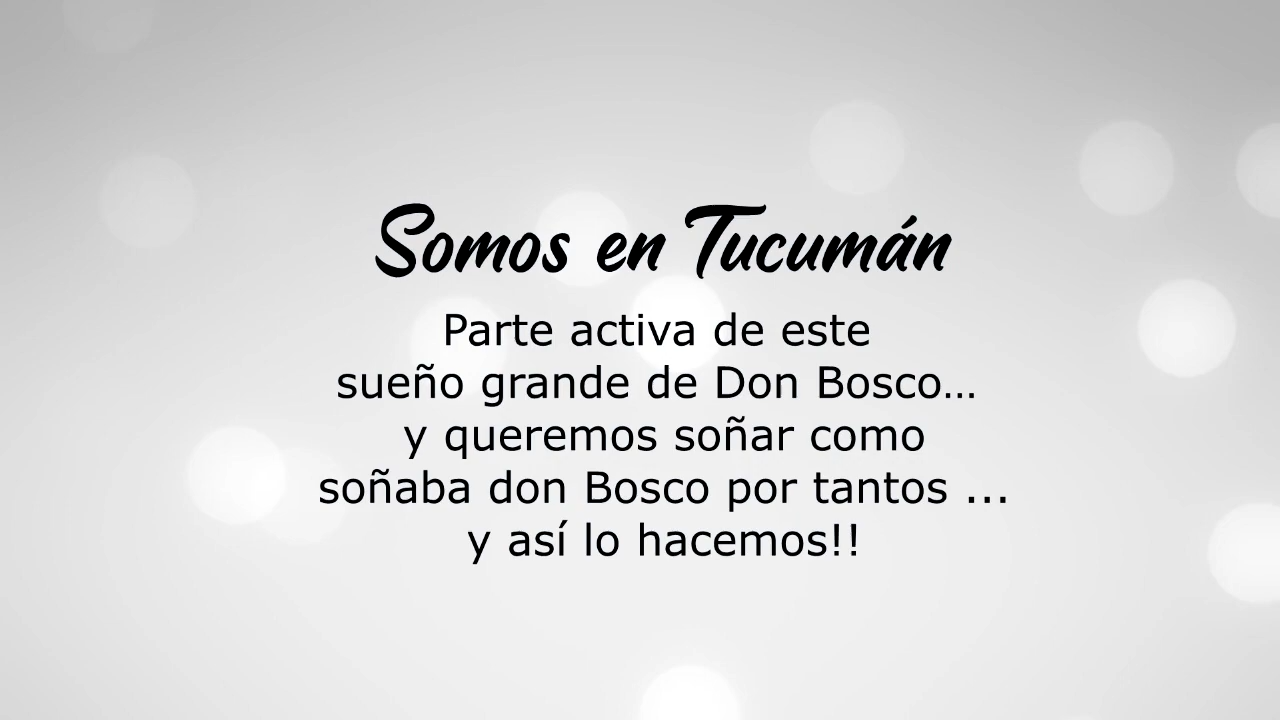 Somos en Tucumán
Parte activa de este
sueño grande de Don Bosco…
y queremos soñar como
soñaba don Bosco por tantos ...
y así lo hacemos!!